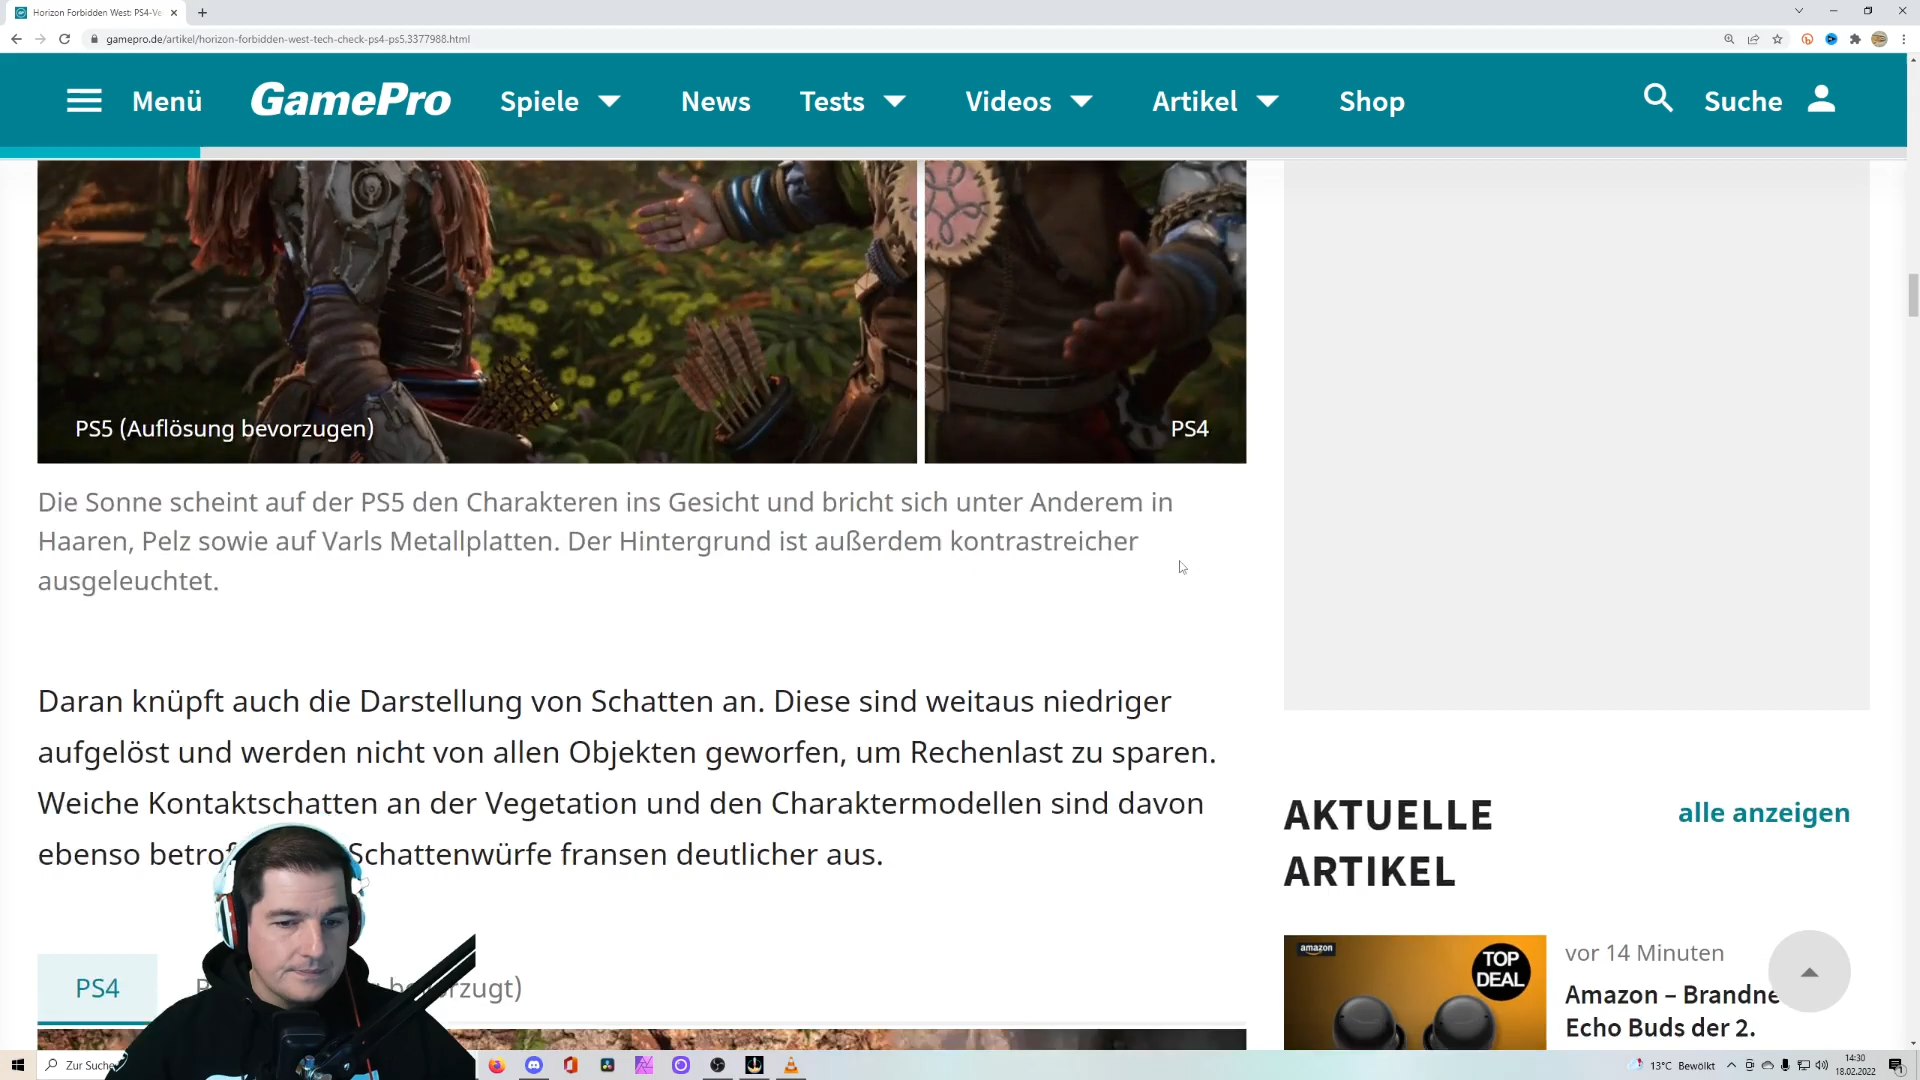 Horizon Forbidden West: PS4-Ve
gamepro.de/artikel/horizon-forbidden-west-tech-check-ps4-ps5,3377988.html
Menü
GamePro
Spiele
News
Tests
Videos
Artikel
Shop
Suche
PS5 (Auflösung bevorzugen)
PS4
Die Sonne scheint auf der PS5 den Charakteren ins Gesicht und bricht sich unter Anderem in
Haaren, Pelz sowie auf Varls Metallplatten. Der Hintergrund ist außerdem kontrastreicher
ausgeleuchtet.
Daran knüpft auch die Darstellung von Schatten an. Diese sind weitaus niedriger
aufgelöst und werden nicht von allen Objekten geworfen, um Rechenlast zu sparen.
Weiche Kontaktschatten an der Vegetation und den Charaktermodellen sind davon
ebenso Schattenwürfe fransen deutlicher aus.
PS4
AKTUELLE
ARTIKEL
alle anzeigen
amazon
TOP
DEAL
vor 14 Minuten
Amazon – Brandne
Echo Buds der 2.
Zur Suche
13°C Bewölkt
14:30
18.02.2022